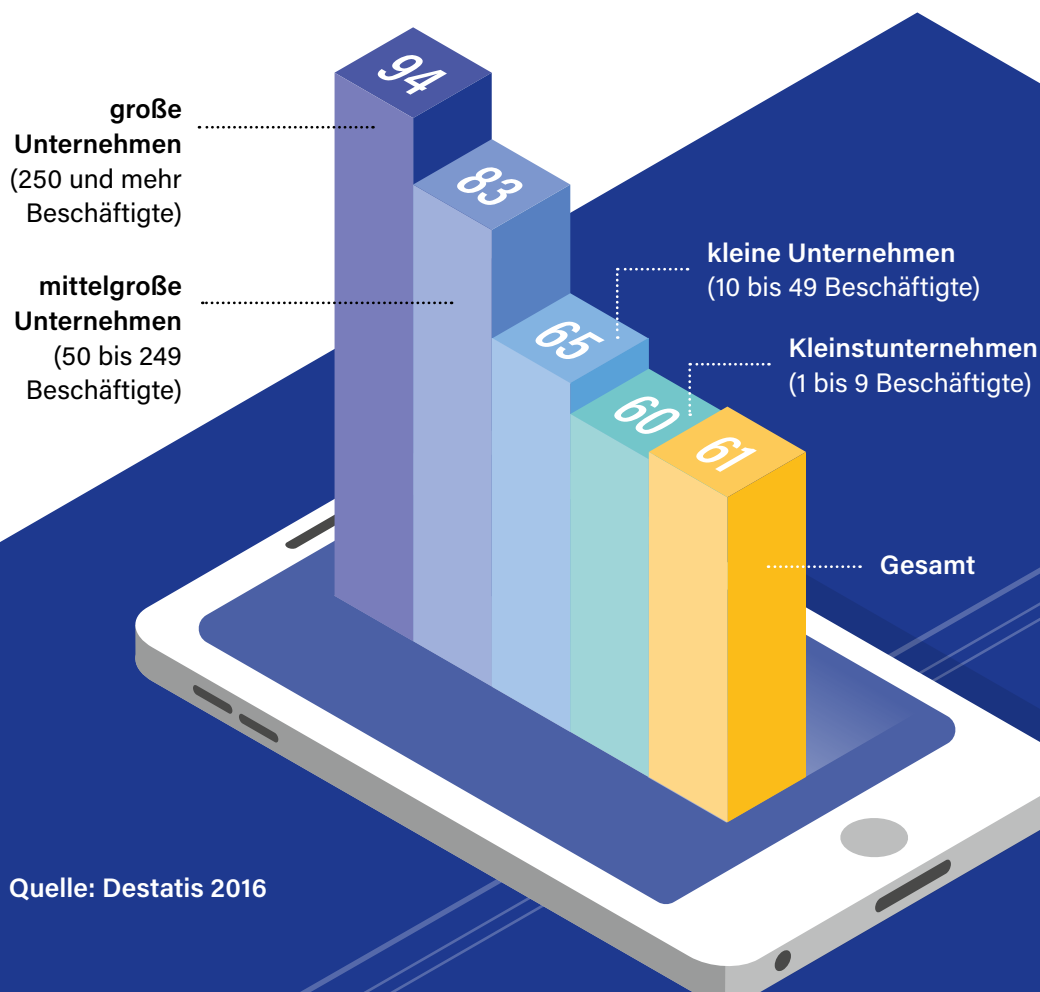 94
große
Unternehmen
(250 und mehr
Beschäftigte)
83
mittelgroße
Unternehmen
(50 bis 249
Beschäftigte)
kleine Unternehmen
(10 bis 49 Beschäftigte)
65
Kleinstunternehmen
(1 bis 9 Beschäftigte)
60
61
Gesamt
Quelle: Destatis 2016